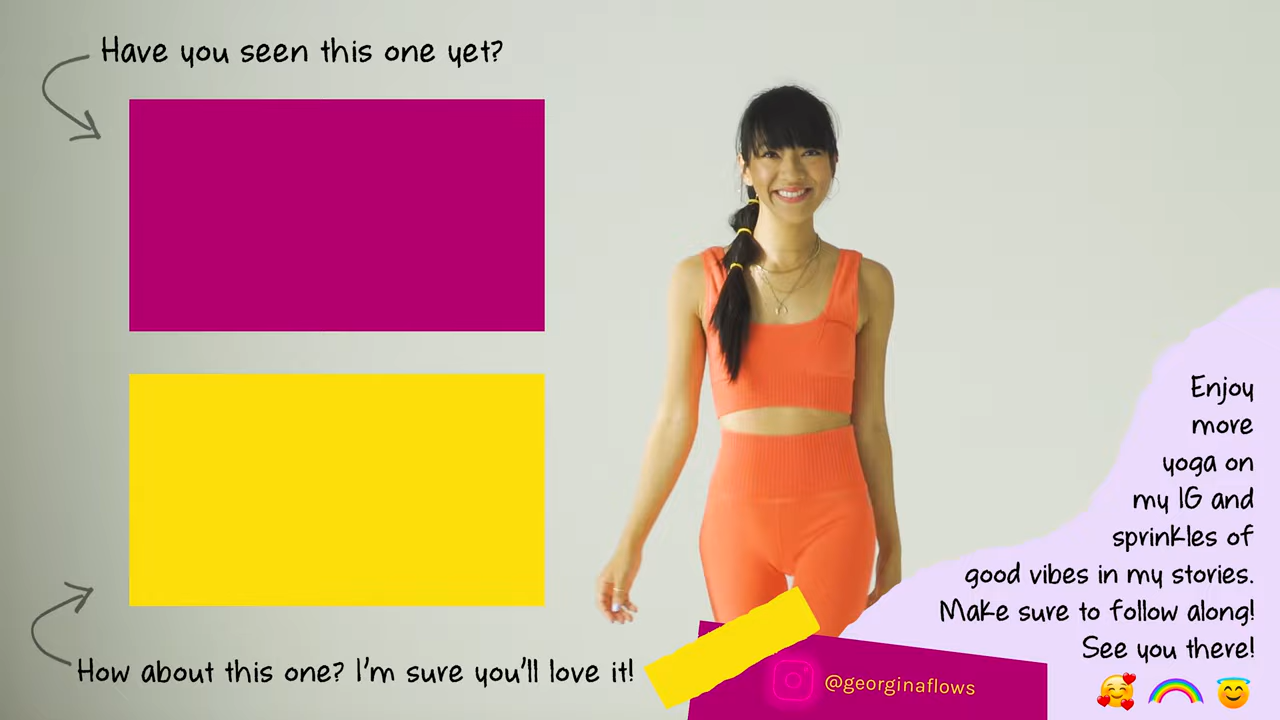 Have you seen this one yet?
How about this one? I'm sure you'll love it!
Enjoy
more
yoga on
my IG and
sprinkles of
good vibes in my stories.
Make sure to follow along!
See you there!
🥰 🌈 😇
@georginaflows